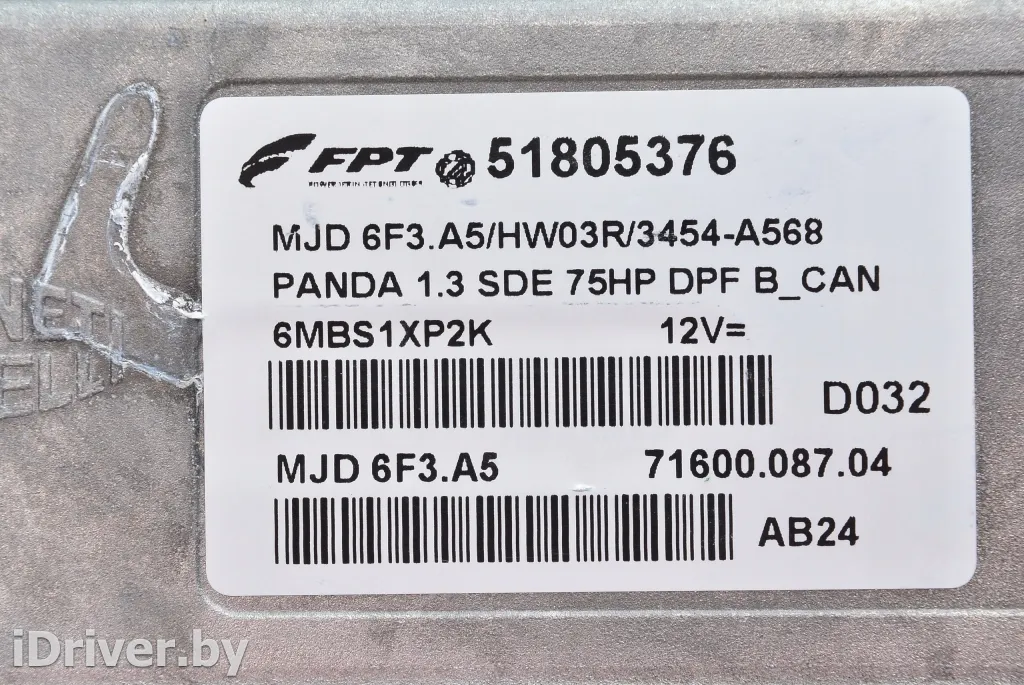 FPT 51805376
MJD 6F3.A5/HW03R/3454-A568
PANDA 1.3 SDE 75HP DPF B_CAN
6MBS1XP2K 12V=
D032
MJD 6F3.A5 71600.087.04
AB24
iDriver.by